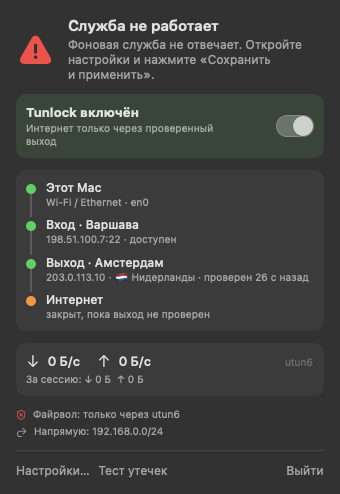 Служба не работает
Фоновая служба не отвечает. Откройте
настройки и нажмите «Сохранить
и применить».
Tunlock включён
Интернет только через проверенный
выход
Этот Mac
Wi-Fi / Ethernet · en0
Вход · Варшава
198.51.100.7:22 · доступен
Выход · Амстердам
203.0.113.10 · 🇳🇱 Нидерланды · проверен 26 с назад
Интернет
закрыт, пока выход не проверен
↓ 0 Б/с ↑ 0 Б/с utun6
За сессию: ↓ 0 Б ↑ 0 Б
Файрвол: только через utun6
Напрямую: 192.168.0.0/24
Настройки... Тест утечек Выйти